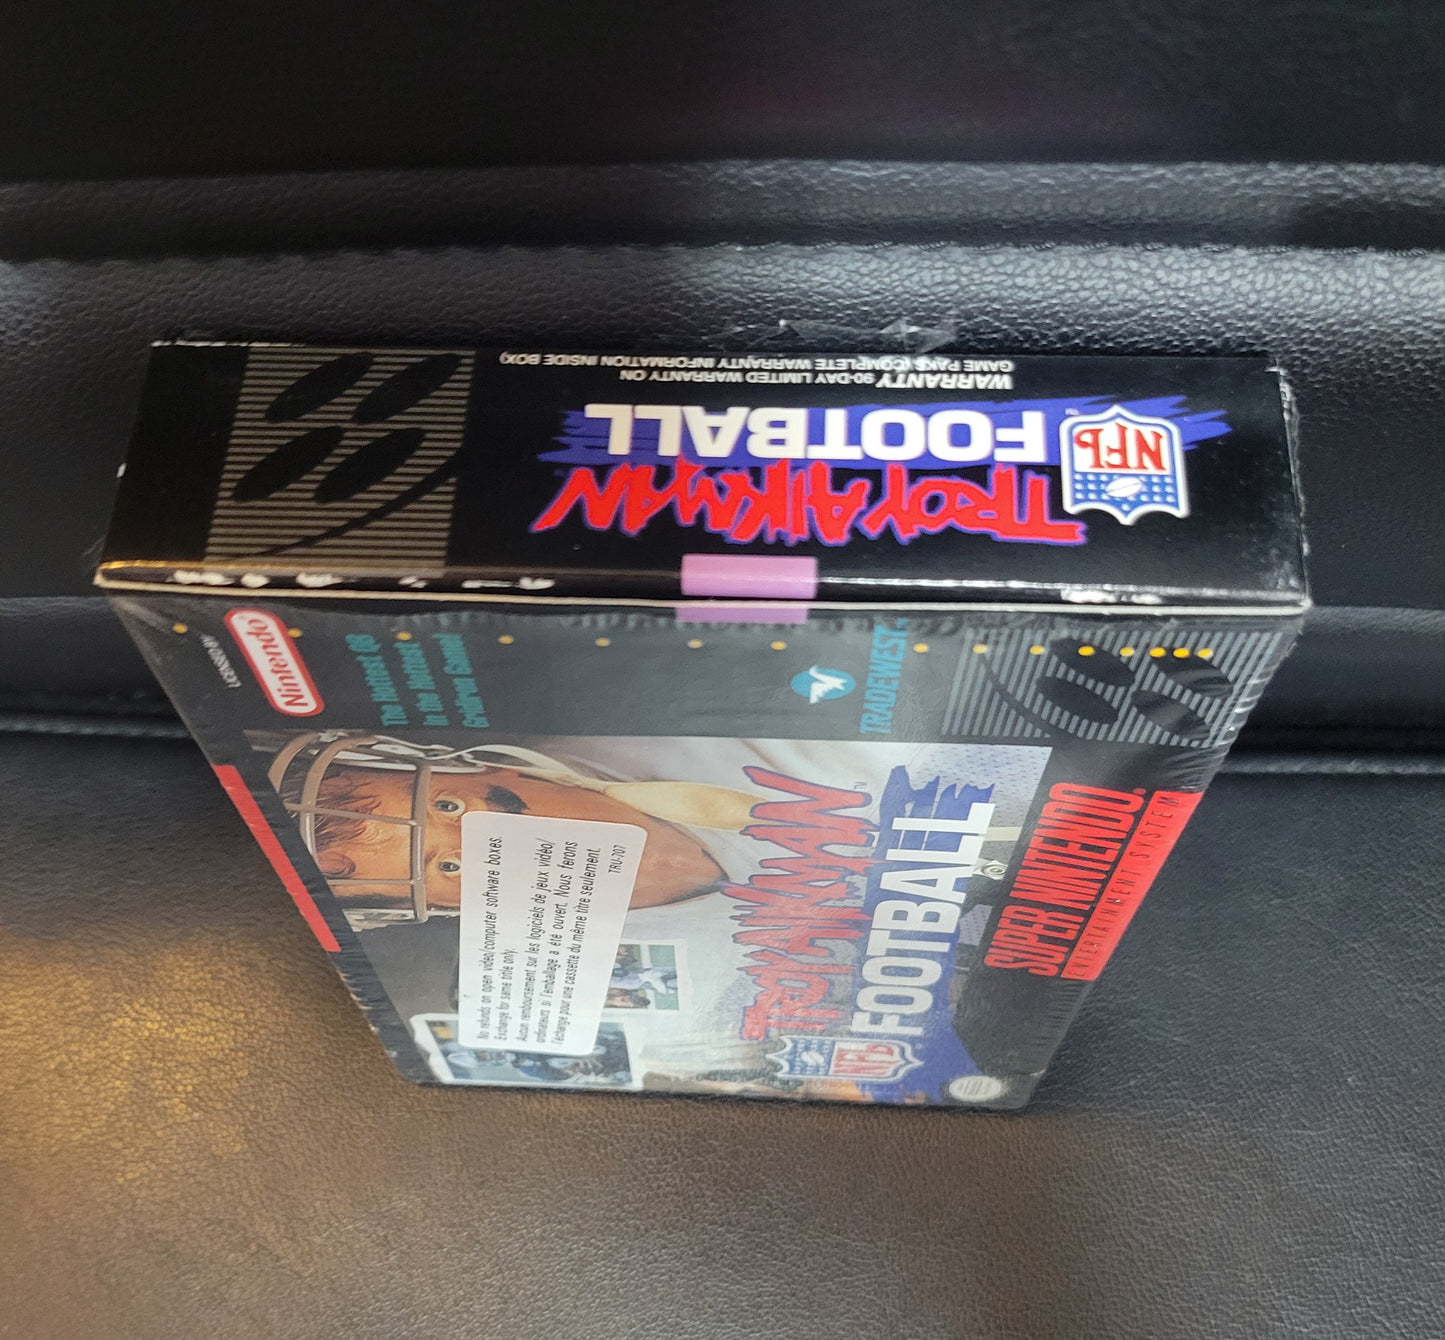 WARRANTY 90-DAY LIMITED WARRANTY ON
GAME PAKS (COMPLETE WARRANTY INFORMATION INSIDE BOX)
TROY AIKMAN
NFL FOOTBALL™
LICENSED BY
Nintendo
The Hottest QB
In the Hottest
Gridiron Game!
TRADEWEST™
No refunds on open video/computer software boxes.
Exchange for same title only.
Aucun remboursement sur les logiciels de jeux vidéo/
ordinateurs si l'emballage a été ouvert. Nous ferons
l'échange pour une cassette du même titre seulement.
TRU-707
TROY AIKMAN™
NFL FOOTBALL
SUPER NINTENDO.
ENTERTAINMENT SYSTEM